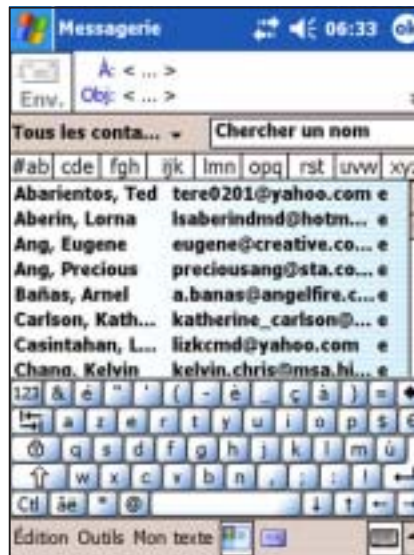 Messagerie 06:33 ok
À: < ... >
Env. Obj: < ... >
Tous les conta... Chercher un nom
#ab cde fgh ijk lmn opq rst uvw xyz
Abarientos, Ted tere0201@yahoo.com e
Aberin, Lorna lsaberindmd@hotm... e
Ang, Eugene eugene@creative.co... e
Ang, Precious preciousang@sta.co... e
Bañas, Arnel a.banas@angelfire.c... e
Carlson, Kath... katherine_carlson@... e
Casintahan, L... lizkcmd@yahoo.com e
Chang, Kelvin kelvin.chris@msa.hi... e
123 & é " ' ( - è _ ç à ) =
a z e r t y u i o p $ £
q s d f g h j k l m ù
w x c v b n , ; : !
Ctl áë * @
Édition Outils Mon texte